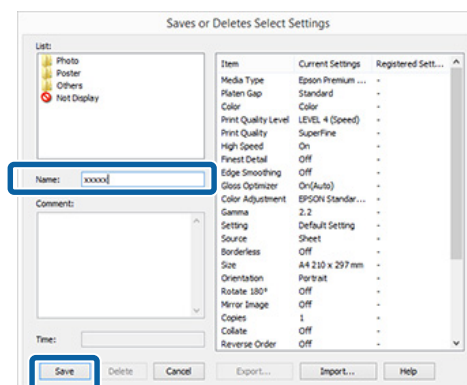 Saves or Deletes Select Settings
List:
Photo
Poster
Others
Not Display
Name: xxxxx
Comment:
Time:
Item Current Settings Registered Sett...
Media Type Epson Premium ... -
Platen Gap Standard -
Color Color -
Print Quality Level LEVEL 4 (Speed) -
Print Quality SuperFine -
High Speed On -
Finest Detail Off -
Edge Smoothing Off -
Gloss Optimizer On(Auto) -
Color Adjustment EPSON Standar... -
Gamma 2.2 -
Setting Default Setting -
Source Sheet -
Borderless Off -
Size A4 210 x 297 mm -
Orientation Portrait -
Rotate 180° Off -
Mirror Image Off -
Copies 1 -
Collate Off -
Reverse Order Off -
Save Delete Cancel Export... Import... Help